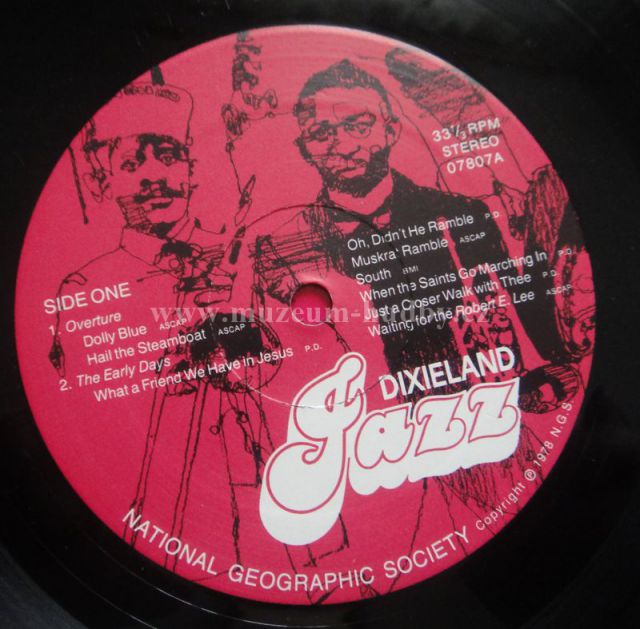 33⅓ RPM
STEREO
07807A
SIDE ONE
1. Overture
Dolly Blue ASCAP
Hail the Steamboat ASCAP
2. The Early Days
What a Friend We Have in Jesus P.D.
Oh, Didn't He Ramble P.D.
Muskrat Ramble ASCAP
South BMI
When the Saints Go Marching In P.D.
Just a Closer Walk with Thee P.D.
Waiting for the Robert E. Lee ASCAP
www.muzeum-hudby.cz
DIXIELAND
Jazz
NATIONAL GEOGRAPHIC SOCIETY Copyright ℗ 1978 N.G.S.